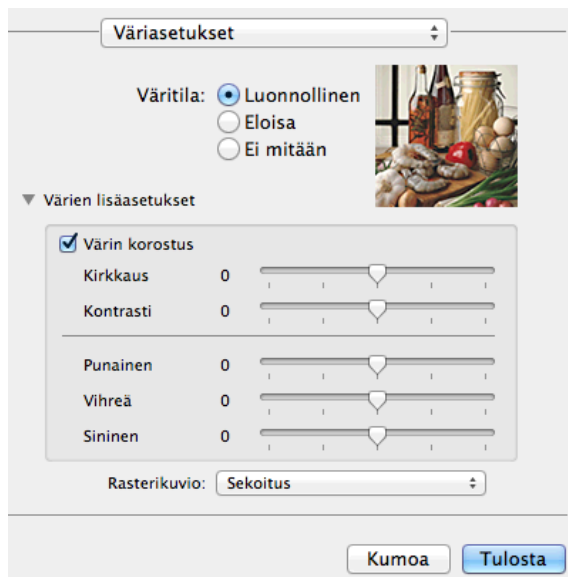 Väriasetukset
Väritila: Luonnollinen
Eloisa
Ei mitään
Värien lisäasetukset
Värin korostus
Kirkkaus 0
Kontrasti 0
Punainen 0
Vihreä 0
Sininen 0
Rasterikuvio: Sekoitus
Kumoa Tulosta